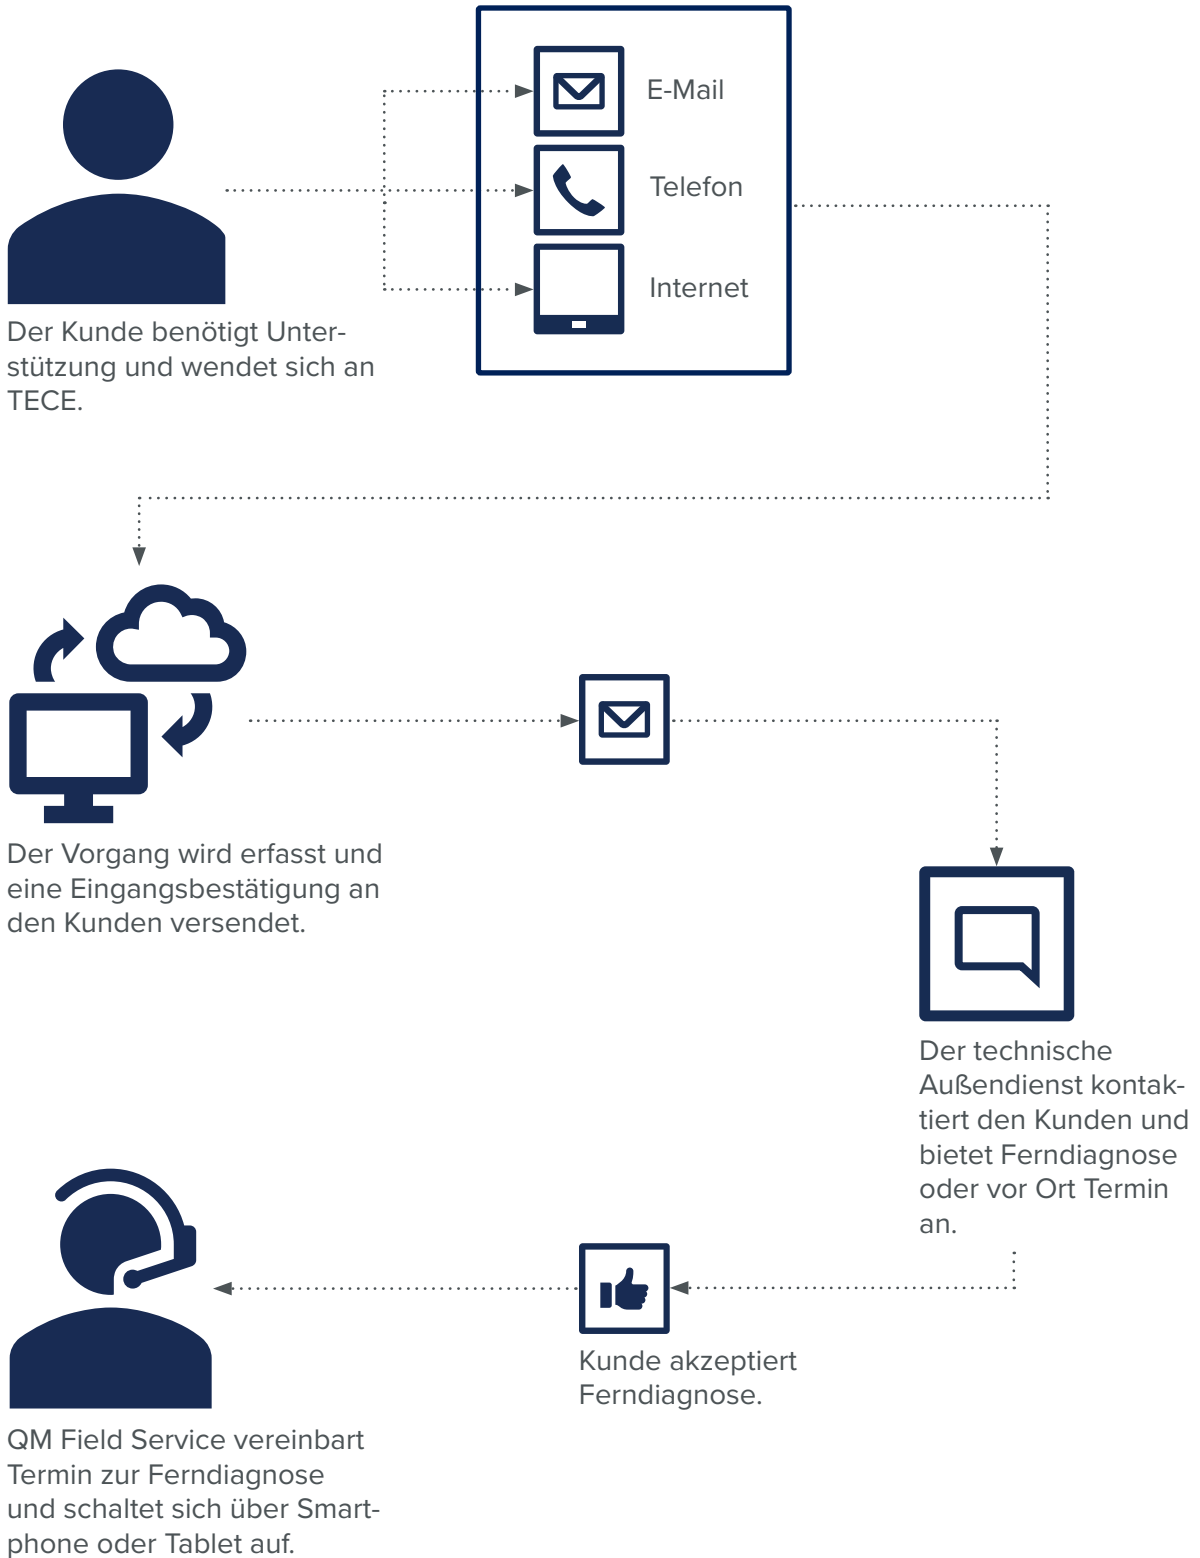 E-Mail
Telefon
Internet
Der Kunde benötigt Unter-
stützung und wendet sich an
TECE.
Der Vorgang wird erfasst und
eine Eingangsbestätigung an
den Kunden versendet.
Der technische
Außendienst kontak-
tiert den Kunden und
bietet Ferndiagnose
oder vor Ort Termin
an.
Kunde akzeptiert
Ferndiagnose.
QM Field Service vereinbart
Termin zur Ferndiagnose
und schaltet sich über Smart-
phone oder Tablet auf.